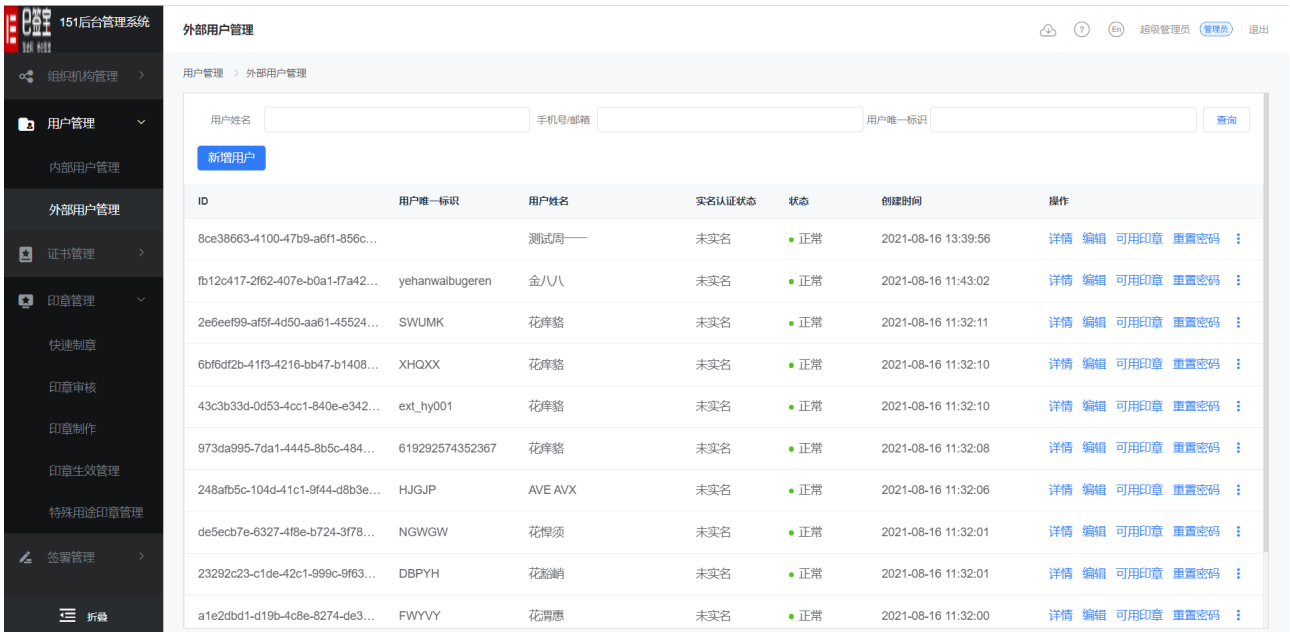 151后台管理系统
组织机构管理
用户管理
内部用户管理
外部用户管理
证书管理
印章管理
快速制章
印章审核
印章制作
印章生效管理
特殊用途印章管理
签署管理
折叠
外部用户管理
En 超级管理员 管理员 退出
用户管理 > 外部用户管理
用户姓名 手机号/邮箱 用户唯一标识 查询
新增用户
ID 用户唯一标识 用户姓名 实名认证状态 状态 创建时间 操作
8ce38663-4100-47b9-a6f1-856c... 测试周一一 未实名 正常 2021-08-16 13:39:56 详情 编辑 可用印章 重置密码
fb12c417-2f62-407e-b0a1-f7a42... yehanwaibugeren 金八八 未实名 正常 2021-08-16 11:43:02 详情 编辑 可用印章 重置密码
2e6eef99-af5f-4d50-aa61-45524... SWUMK 花痒貉 未实名 正常 2021-08-16 11:32:11 详情 编辑 可用印章 重置密码
6bf6df2b-41f3-4216-bb47-b1408... XHQXX 花痒貉 未实名 正常 2021-08-16 11:32:10 详情 编辑 可用印章 重置密码
43c3b33d-0d53-4cc1-840e-e342... ext_hy001 花痒貉 未实名 正常 2021-08-16 11:32:10 详情 编辑 可用印章 重置密码
973da995-7da1-4445-8b5c-484... 619292574352367 花痒貉 未实名 正常 2021-08-16 11:32:08 详情 编辑 可用印章 重置密码
248afb5c-104d-41c1-9f44-d8b3e... HJGJP AVE AVX 未实名 正常 2021-08-16 11:32:06 详情 编辑 可用印章 重置密码
de5ecb7e-6327-4f8e-b724-3f78... NGWGW 花悍须 未实名 正常 2021-08-16 11:32:01 详情 编辑 可用印章 重置密码
23292c23-c1de-42c1-999c-9f63... DBPYH 未实名 正常 2021-08-16 11:32:01 详情 编辑 可用印章 重置密码
a1e2dbd1-d19b-4c8e-8274-de3... FWYVY 花渭惠 未实名 正常 2021-08-16 11:32:00 详情 编辑 可用印章 重置密码